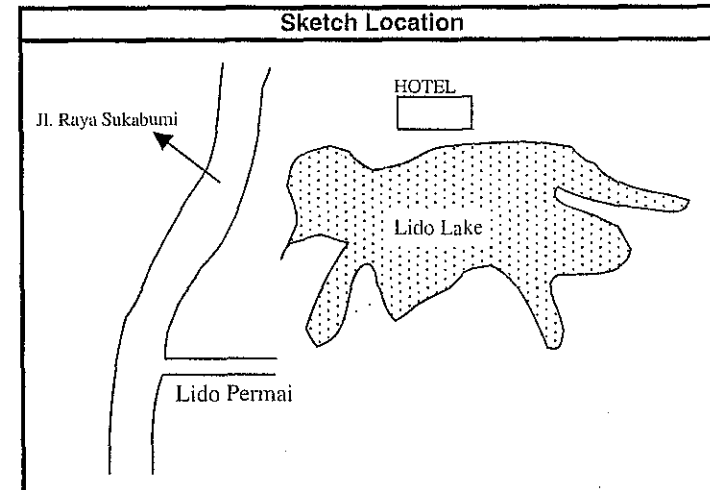 Sketch Location
HOTEL
Jl. Raya Sukabumi
Lido Lake
Lido Permai